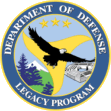 DEPARTMENT OF DEFENSE
LEGACY PROGRAM